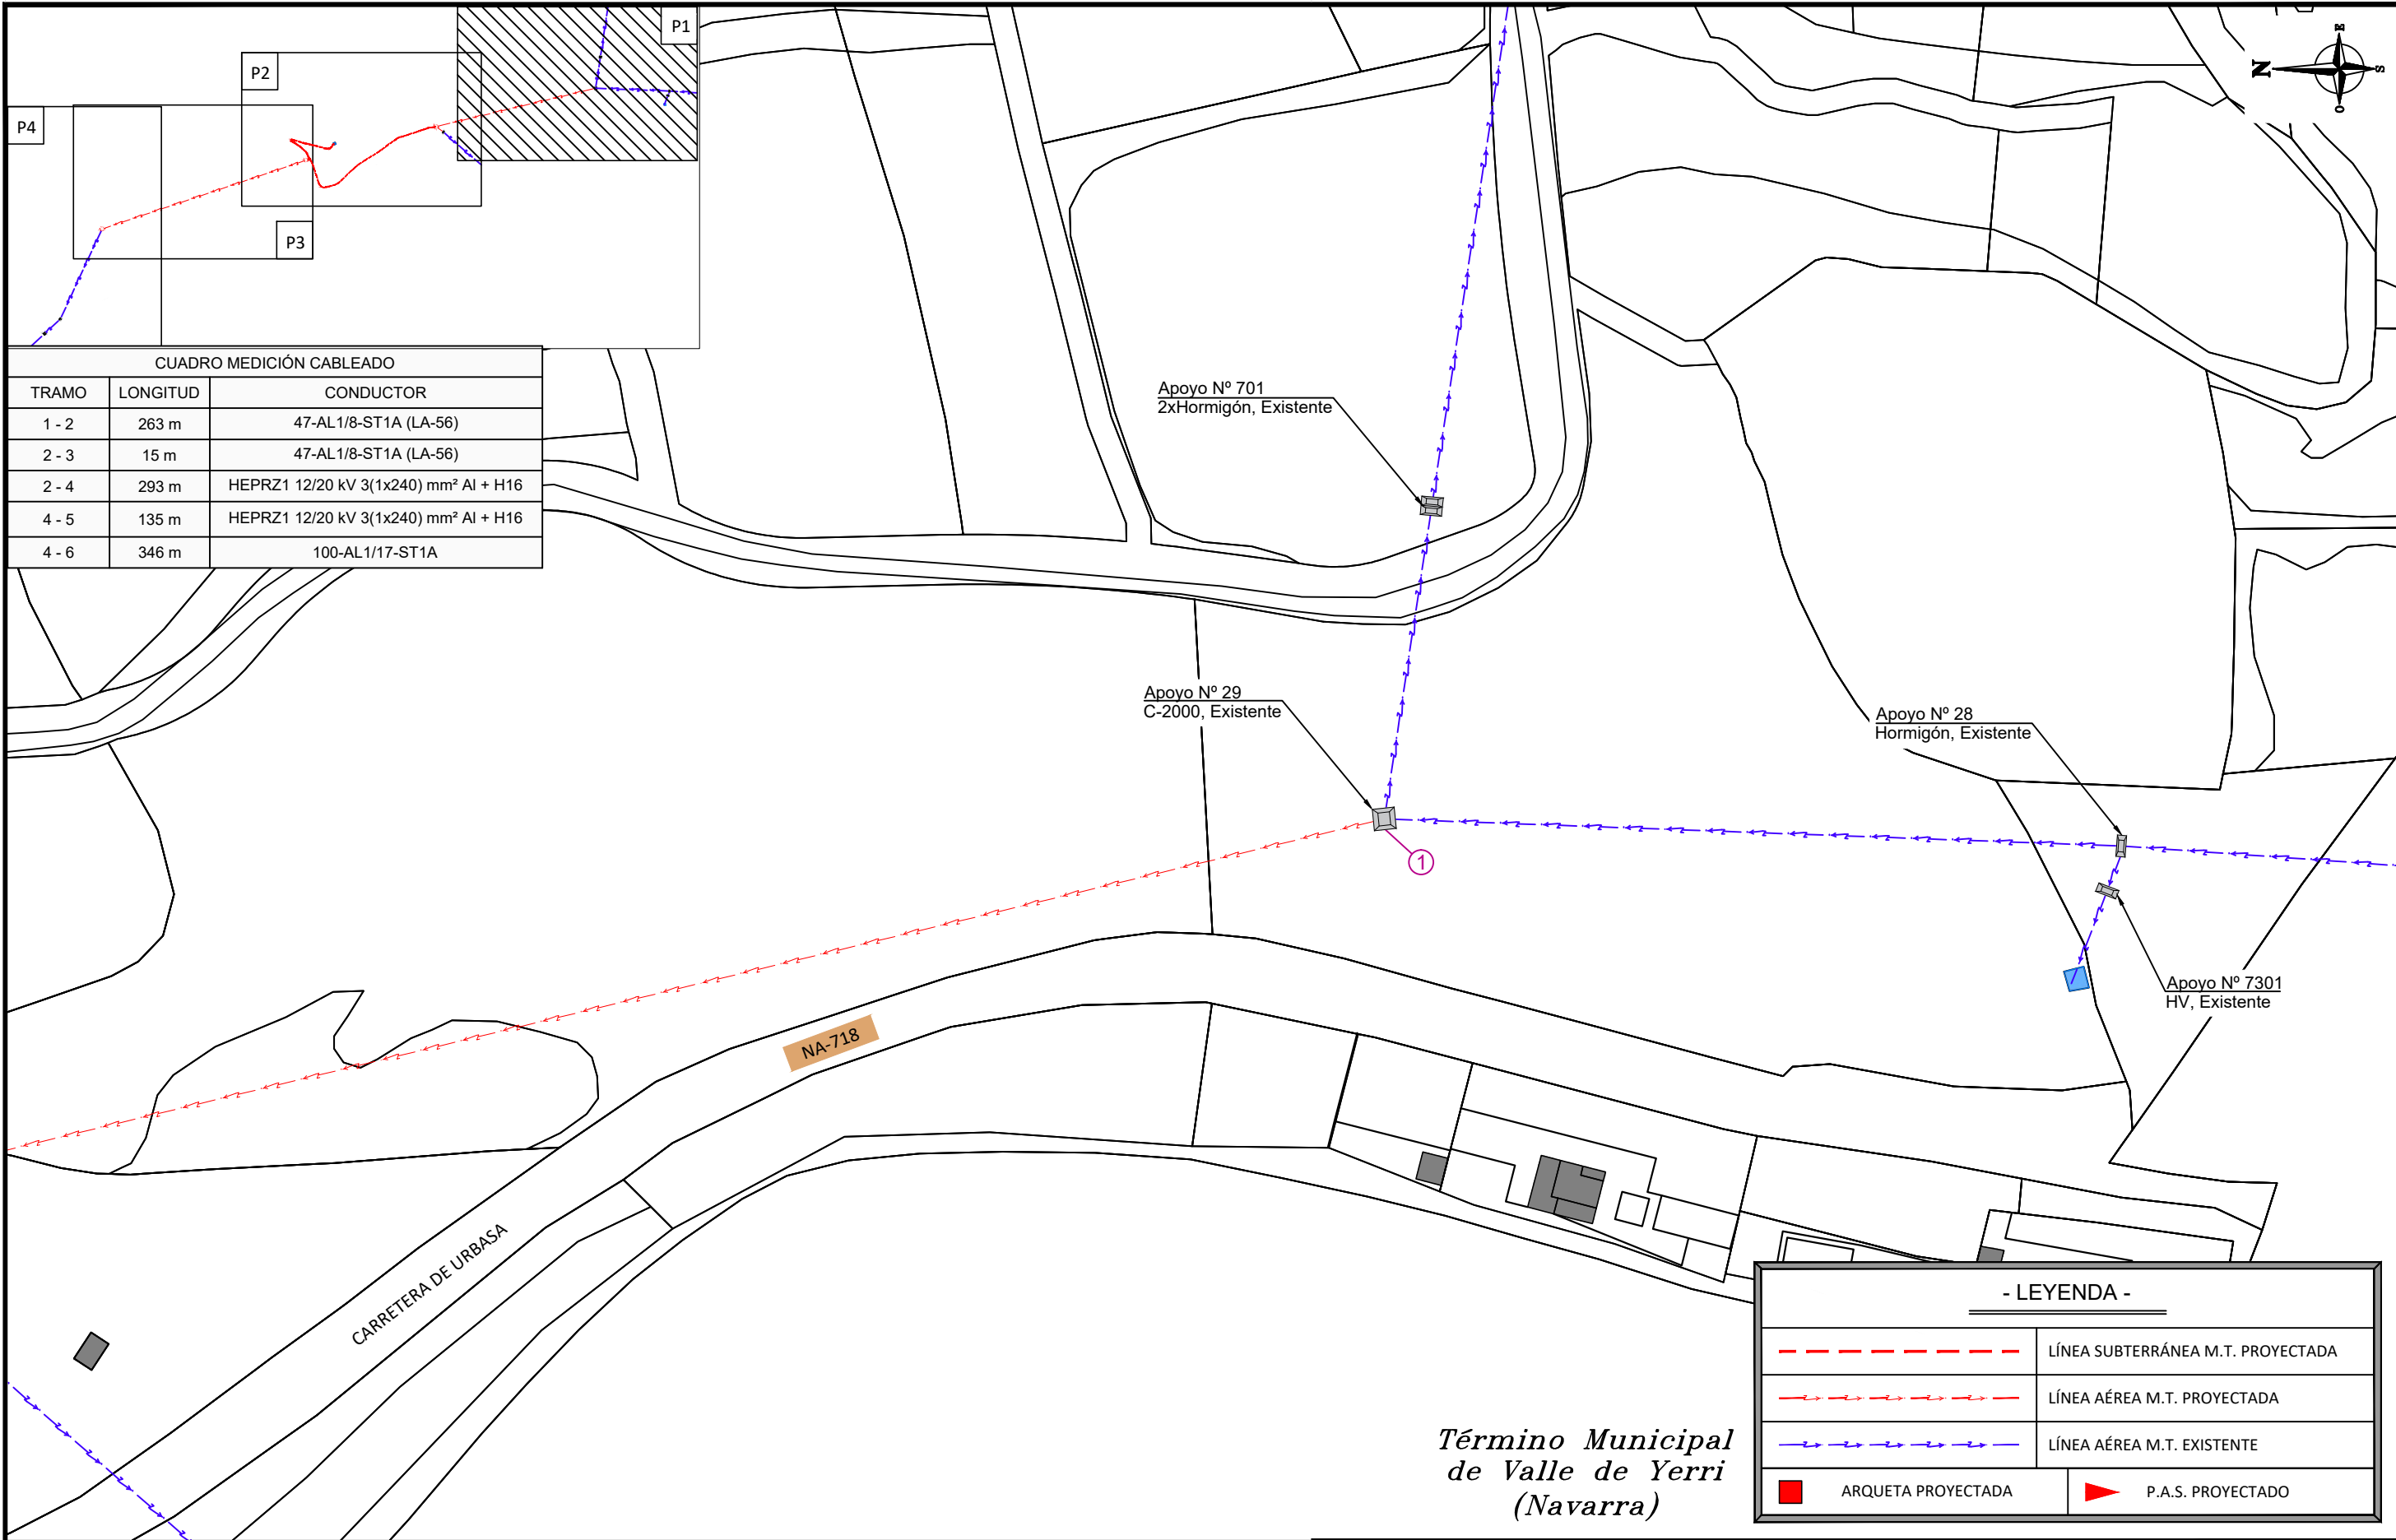 P1
P2
P4
P3
E
N
S
O
CUADRO MEDICIÓN CABLEADO
TRAMO LONGITUD CONDUCTOR
1 - 2 263 m 47-AL1/8-ST1A (LA-56)
2 - 3 15 m 47-AL1/8-ST1A (LA-56)
2 - 4 293 m HEPRZ1 12/20 kV 3(1x240) mm² Al + H16
4 - 5 135 m HEPRZ1 12/20 kV 3(1x240) mm² Al + H16
4 - 6 346 m 100-AL1/17-ST1A
Apoyo Nº 701
2xHormigón, Existente
Apoyo Nº 29
C-2000, Existente
Apoyo Nº 28
Hormigón, Existente
1
Apoyo Nº 7301
HV, Existente
NA-718
CARRETERA DE URBASA
Término Municipal
de Valle de Yerri
(Navarra)
- LEYENDA -
LÍNEA SUBTERRÁNEA M.T. PROYECTADA
LÍNEA AÉREA M.T. PROYECTADA
LÍNEA AÉREA M.T. EXISTENTE
ARQUETA PROYECTADA P.A.S. PROYECTADO